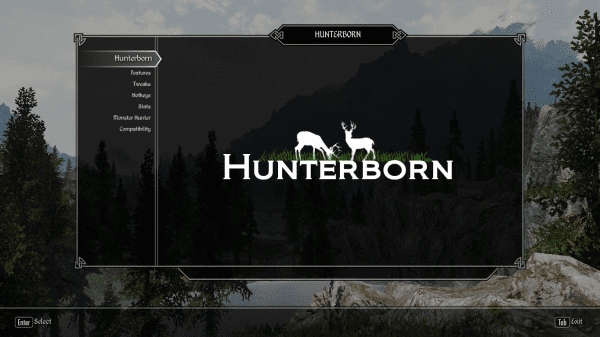 HUNTERBORN
Hunterborn
Features
Tweaks
Hotkeys
Stats
Monster Hunter
Compatibility
HUNTERBORN
Enter Select
Tab Exit